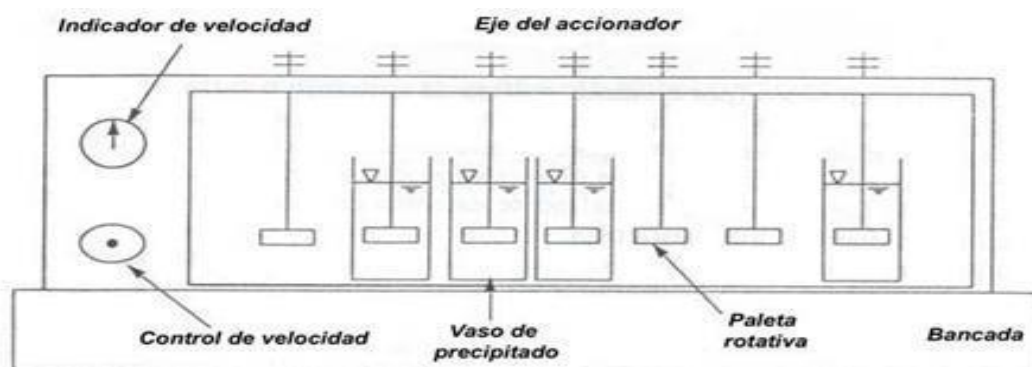 Indicador de velocidad
Eje del accionador
Control de velocidad
Vaso de
precipitado
Paleta
rotativa
Bancada